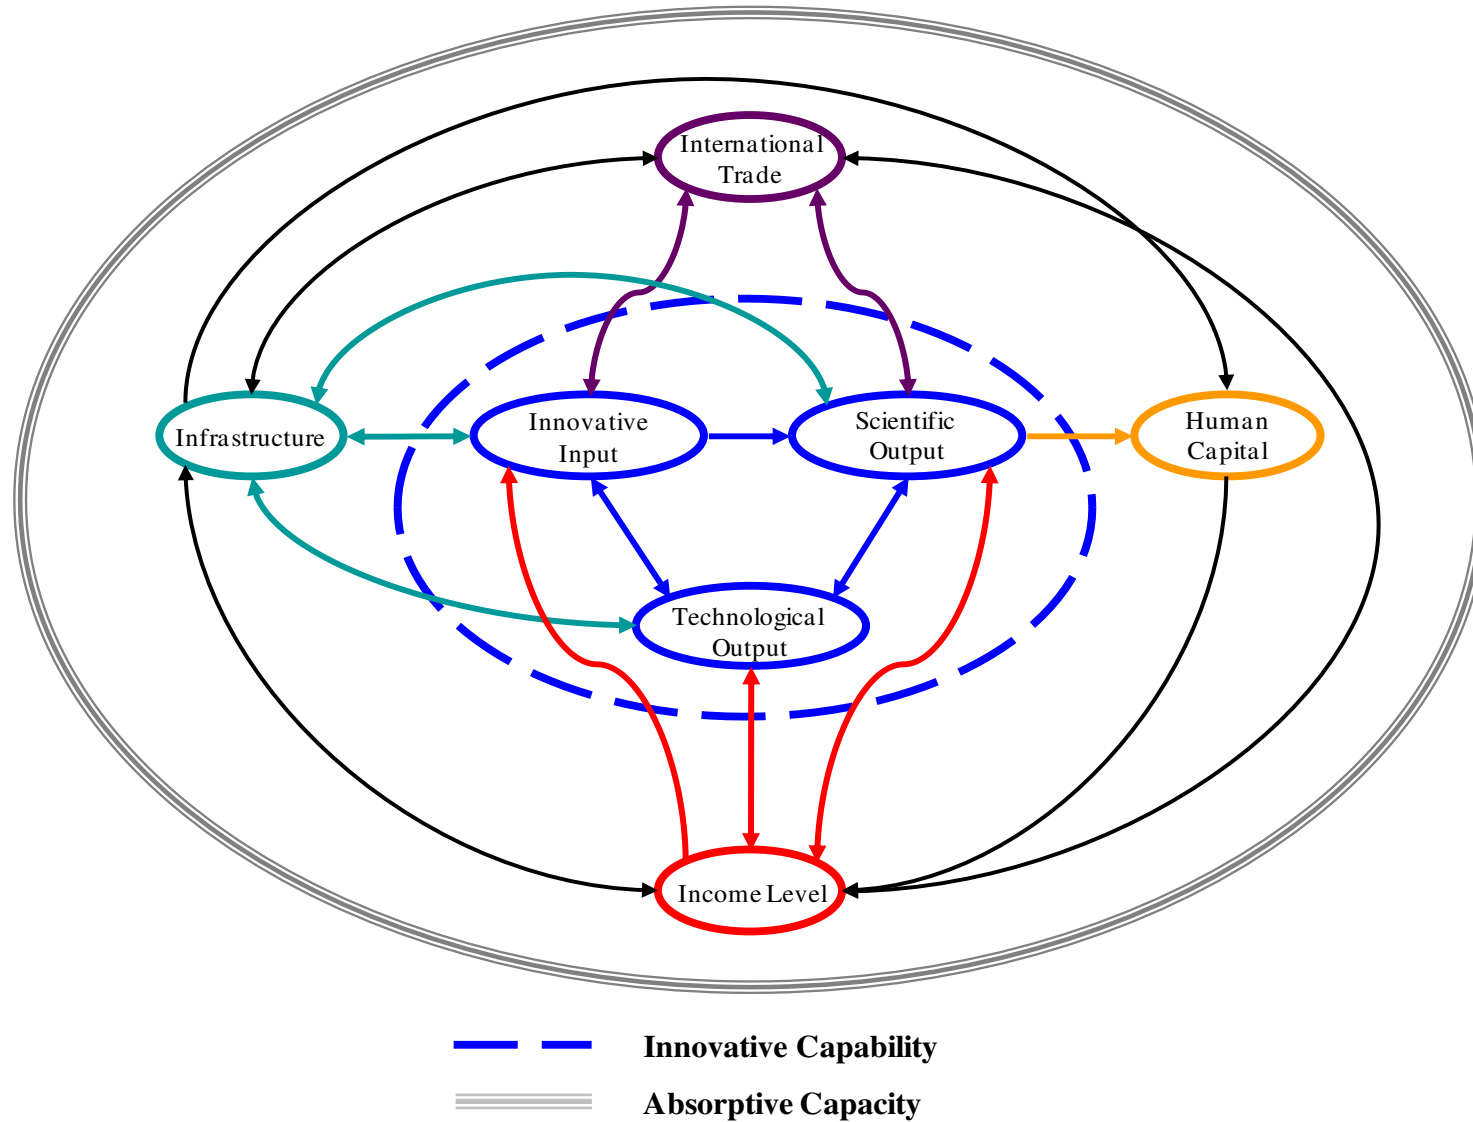 International
Trade
Infrastructure
Innovative
Input
Scientific
Output
Human
Capital
Technological
Output
Income Level
Innovative Capability
Absorptive Capacity